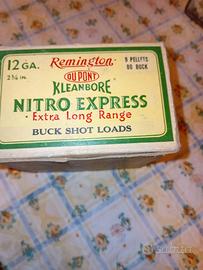 12 GA.
2¾ in.
Remington
DU PONT
KLEANBORE
9 PELLETS
00 BUCK
NITRO EXPRESS
• Extra Long Range •
BUCK SHOT LOADS
subito